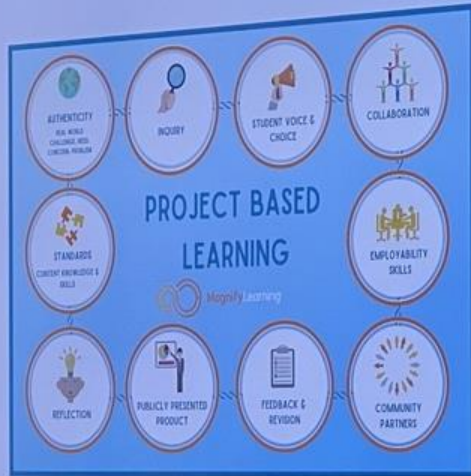 AUTHENTICITY
REAL WORLD
CHALLENGE, NEED,
CONCERN, PROBLEM
INQUIRY
STUDENT VOICE &
CHOICE
COLLABORATION
PROJECT BASED
LEARNING
STANDARDS
CONTENT KNOWLEDGE &
SKILLS
EMPLOYABILITY
SKILLS
Magnify Learning
REFLECTION
PUBLICLY PRESENTED
PRODUCT
FEEDBACK &
REVISION
COMMUNITY
PARTNERS